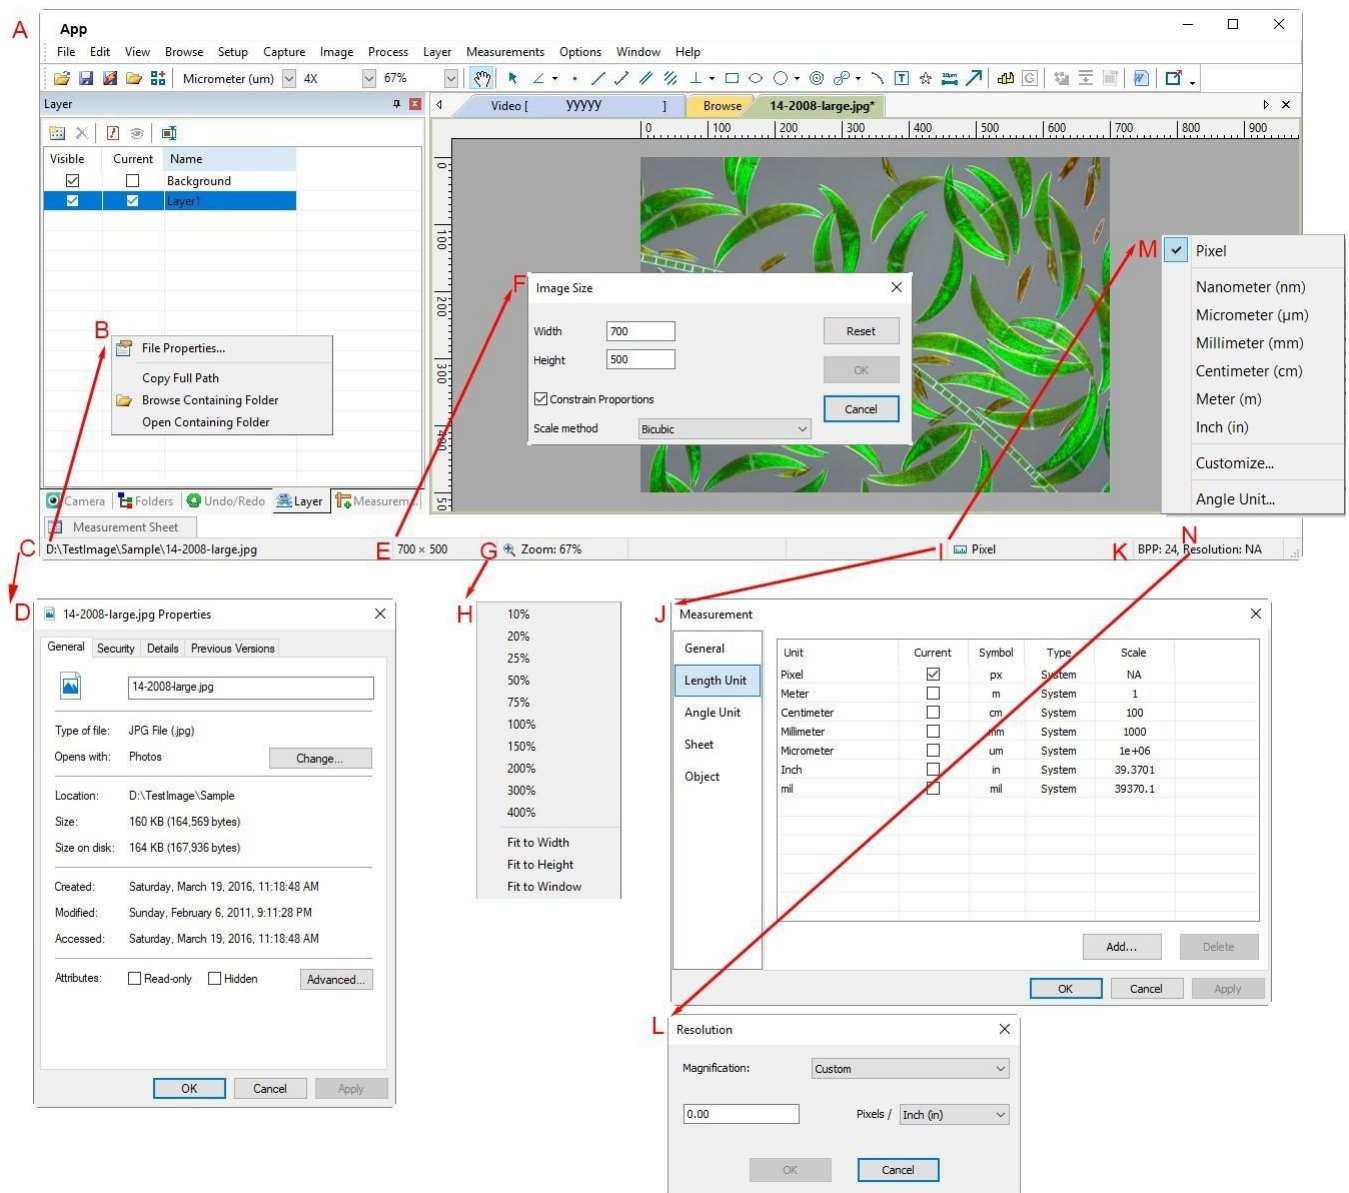 A
App
File Edit View Browse Setup Capture Image Process Layer Measurements Options Window Help
Micrometer (um) 4X 67%
Layer
Video [ yyyyy ] Browse 14-2008-large.jpg*
0 100 200 300 400 500 600 700 800 900
Visible Current Name
Background
Layer1
0
100
200
300
400
50
B
File Properties...
Copy Full Path
Browse Containing Folder
Open Containing Folder
F
Image Size
Width 700 Reset
Height 500 OK
Constrain Proportions Cancel
Scale method Bicubic
M
Pixel
Nanometer (nm)
Micrometer (µm)
Millimeter (mm)
Centimeter (cm)
Meter (m)
Inch (in)
Customize...
Angle Unit...
N
Camera Folders Undo/Redo Layer Measurem...
Measurement Sheet
C D:\TestImage\Sample\14-2008-large.jpg E 700 × 500 G Zoom: 67% I Pixel K BPP: 24, Resolution: NA
D
14-2008-large.jpg Properties
General Security Details Previous Versions
14-2008-large.jpg
Type of file: JPG File (.jpg)
Opens with: Photos Change...
Location: D:\TestImage\Sample
Size: 160 KB (164,569 bytes)
Size on disk: 164 KB (167,936 bytes)
Created: Saturday, March 19, 2016, 11:18:48 AM
Modified: Sunday, February 6, 2011, 9:11:28 PM
Accessed: Saturday, March 19, 2016, 11:18:48 AM
Attributes: Read-only Hidden Advanced...
OK Cancel Apply
H
10%
20%
25%
50%
75%
100%
150%
200%
300%
400%
Fit to Width
Fit to Height
Fit to Window
J
Measurement
General
Length Unit
Angle Unit
Sheet
Object
Unit Current Symbol Type Scale
Pixel px System NA
Meter m System 1
Centimeter cm System 100
Millimeter mm System 1000
Micrometer um System 1e+06
Inch in System 39.3701
mil mil System 39370.1
Add... Delete
OK Cancel Apply
L
Resolution
Magnification: Custom
0.00 Pixels / Inch (in)
OK Cancel